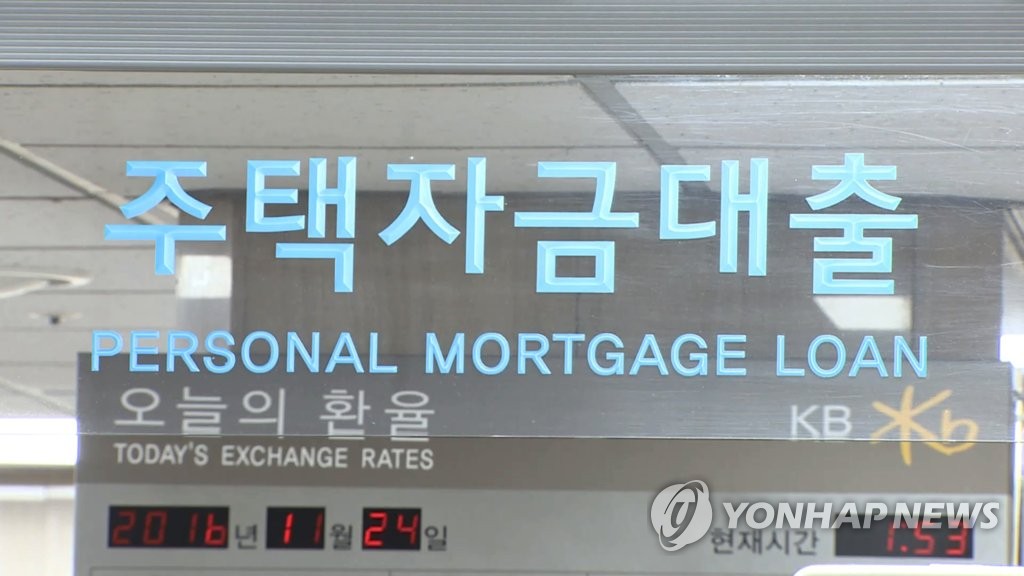 주택자금대출
PERSONAL MORTGAGE LOAN
오늘의 환율
KB
TODAY'S EXCHANGE RATES
YONHAP NEWS
2016년 11월 24일
현재시간 1:53